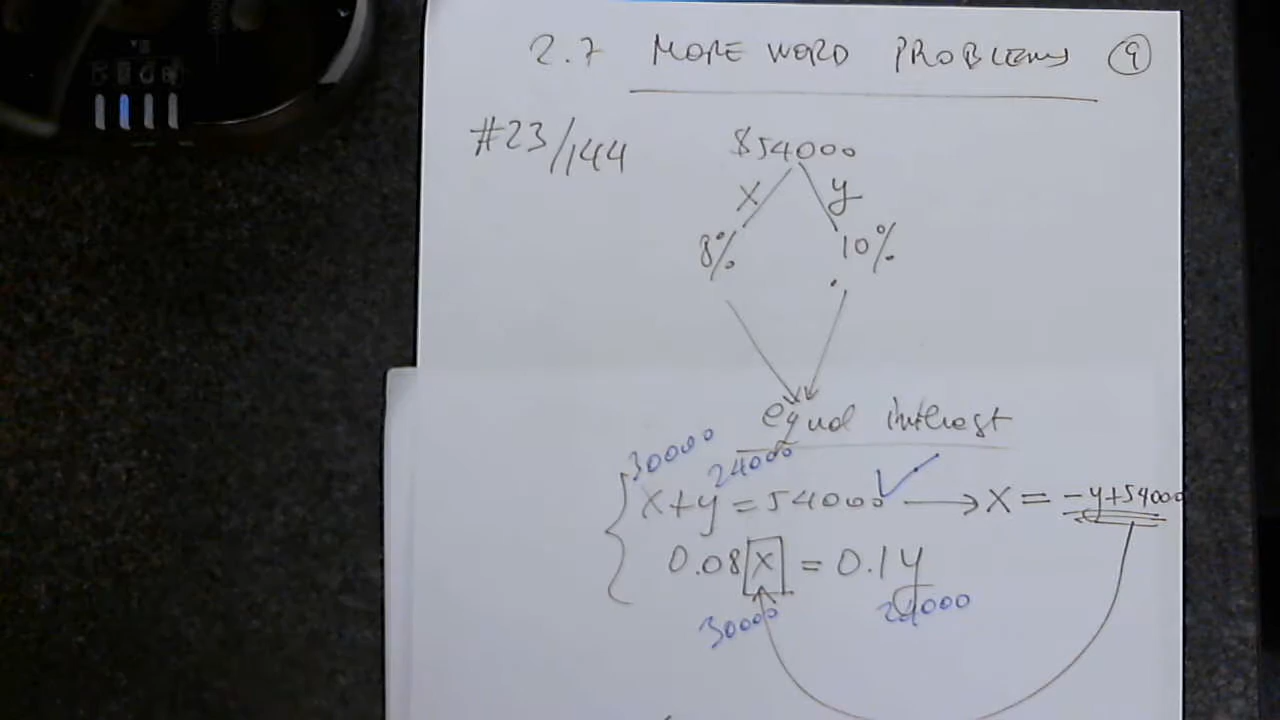 2.7 MORE WORD PROBLEMS 9
#23/144
$54000
x y
8% 10%
equal interest
30000 24000
x+y=54000 → x = -y+54000
0.08x = 0.1y
30000 24000